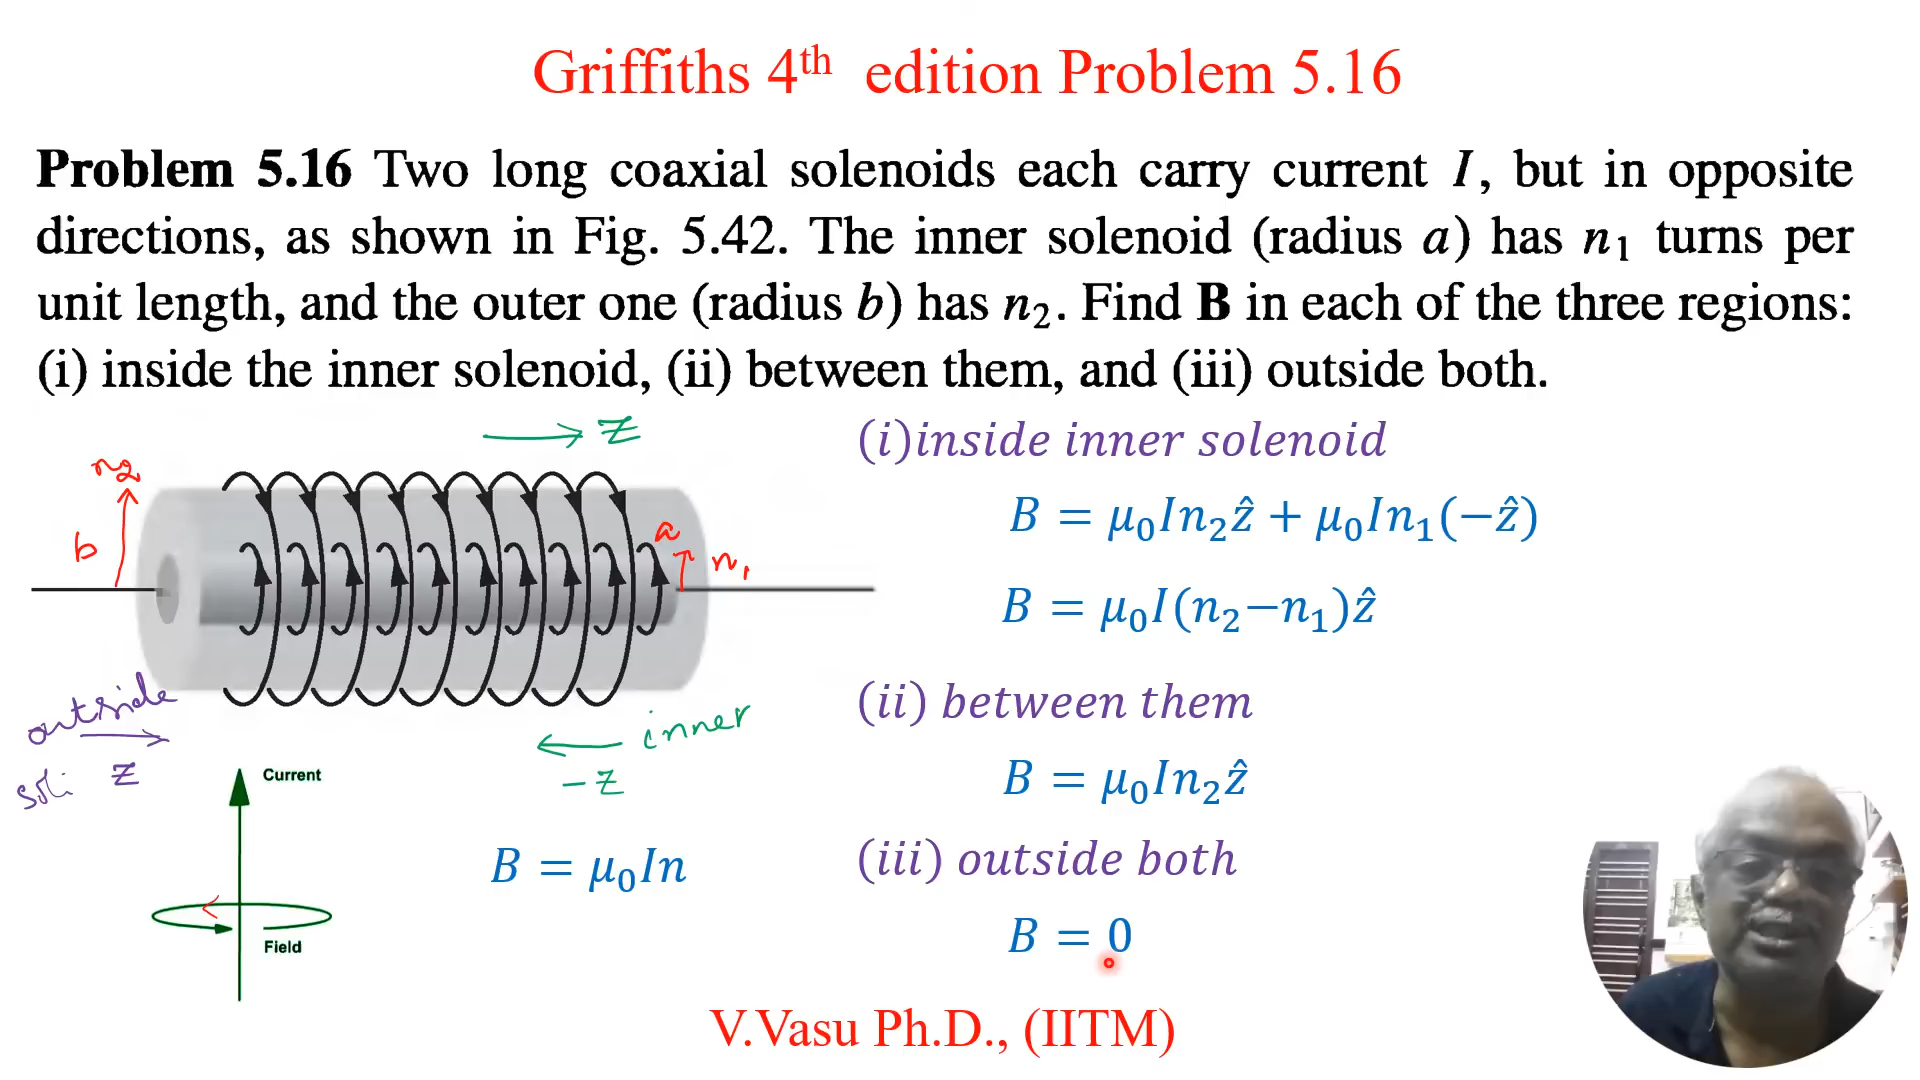 Griffiths 4th edition Problem 5.16
Problem 5.16 Two long coaxial solenoids each carry current I, but in opposite
directions, as shown in Fig. 5.42. The inner solenoid (radius a) has n₁ turns per
unit length, and the outer one (radius b) has n₂. Find B in each of the three regions:
(i) inside the inner solenoid, (ii) between them, and (iii) outside both.
→ z
n₂
b
a
n₁
outside
soli z
← inner
−z
Current
Field
B = μ₀In
(i)inside inner solenoid
B = μ₀In₂ẑ + μ₀In₁(−ẑ)
B = μ₀I(n₂−n₁)ẑ
(ii) between them
B = μ₀In₂ẑ
(iii) outside both
B = 0
V.Vasu Ph.D., (IITM)